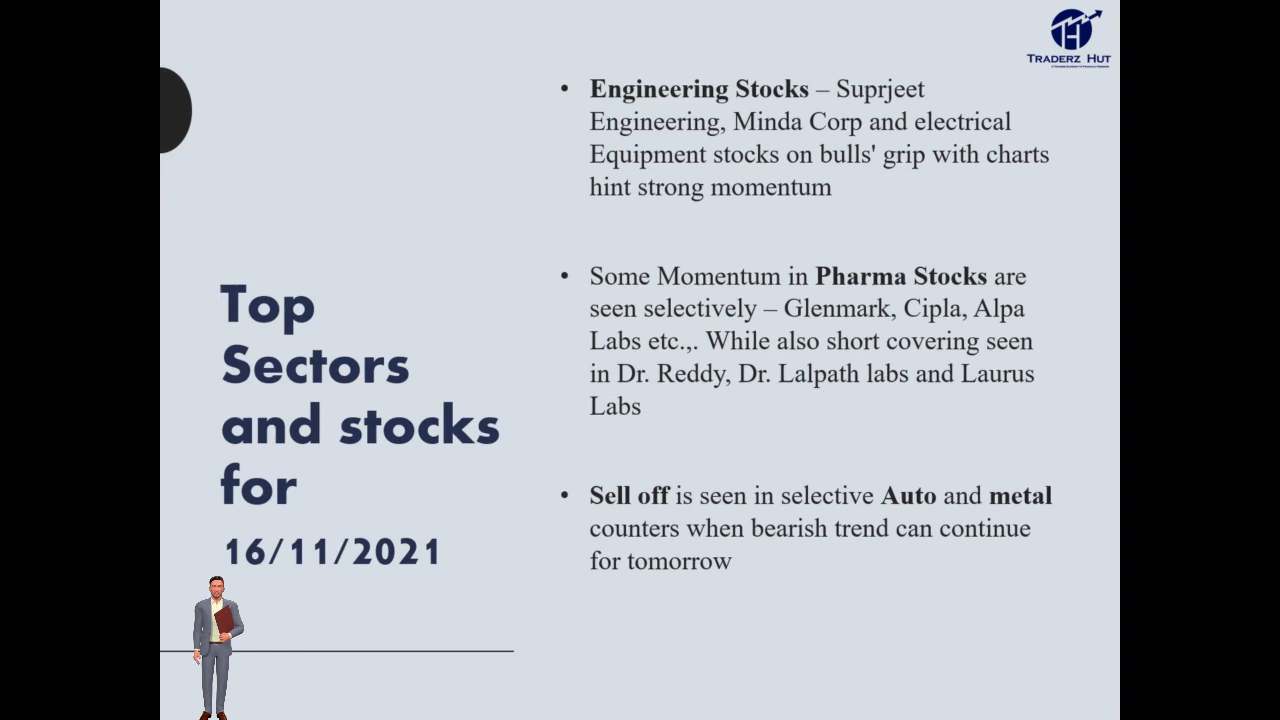 TRADERZ HUT
Engineering Stocks – Suprjeet
Engineering, Minda Corp and electrical
Equipment stocks on bulls' grip with charts
hint strong momentum
Some Momentum in Pharma Stocks are
seen selectively – Glenmark, Cipla, Alpa
Labs etc.,. While also short covering seen
in Dr. Reddy, Dr. Lalpath labs and Laurus
Labs
Sell off is seen in selective Auto and metal
counters when bearish trend can continue
for tomorrow
Top
Sectors
and stocks
for
16/11/2021